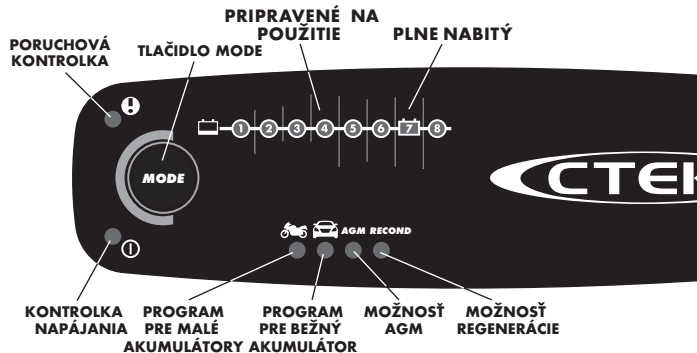 PRIPRAVENÉ NA
POUŽITIE
PLNE NABITÝ
PORUCHOVÁ
KONTROLKA
TLAČIDLO MODE
1 2 3 4 5 6 7 8
MODE
CTEK
AGM RECOND
KONTROLKA
NAPÁJANIA
PROGRAM
PRE MALÉ
AKUMULÁTORY
PROGRAM
PRE BEŽNÝ
AKUMULÁTOR
MOŽNOSŤ
AGM
MOŽNOSŤ
REGENERÁCIE